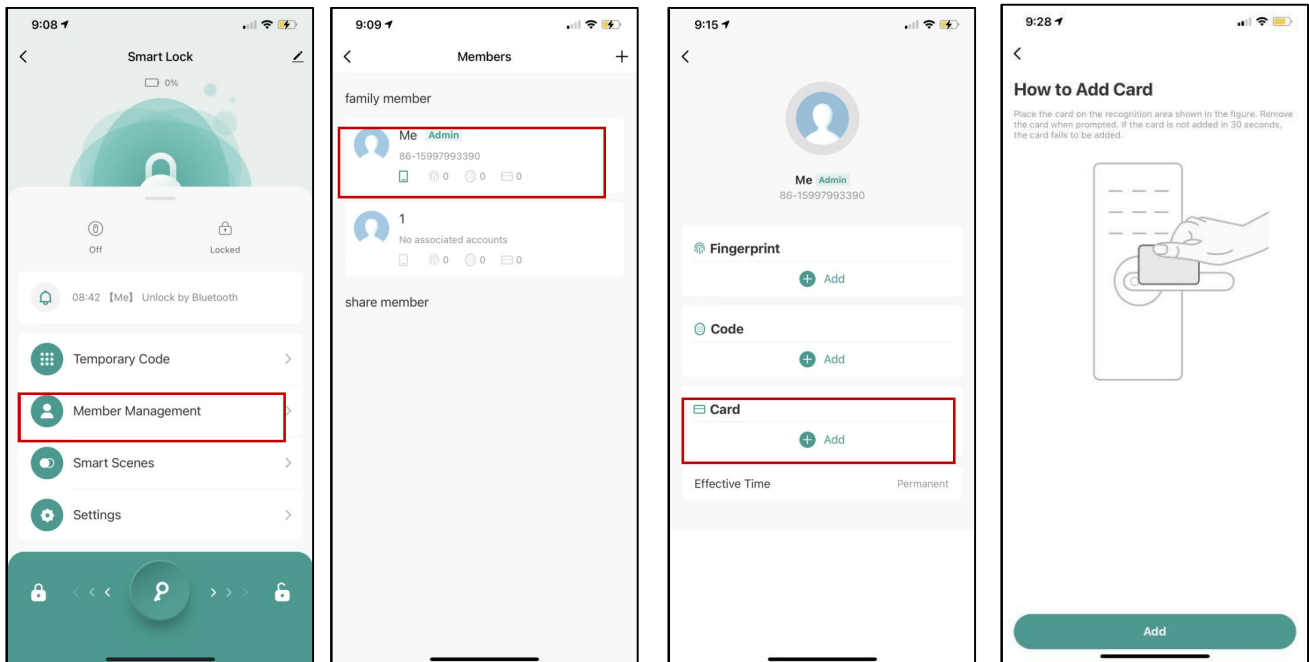 9:08
Smart Lock
0%
Off
Locked
08:42 【Me】 Unlock by Bluetooth
Temporary Code
Member Management
Smart Scenes
Settings
9:09
Members
family member
Me Admin
86-15997993390
0 0 0
1
No associated accounts
0 0 0
share member
9:15
Me Admin
86-15997993390
Fingerprint
Add
Code
Add
Card
Add
Effective Time
Permanent
9:28
How to Add Card
Place the card on the recognition area shown in the figure. Remove
the card when prompted. If the card is not added in 30 seconds,
the card fails to be added.
Add